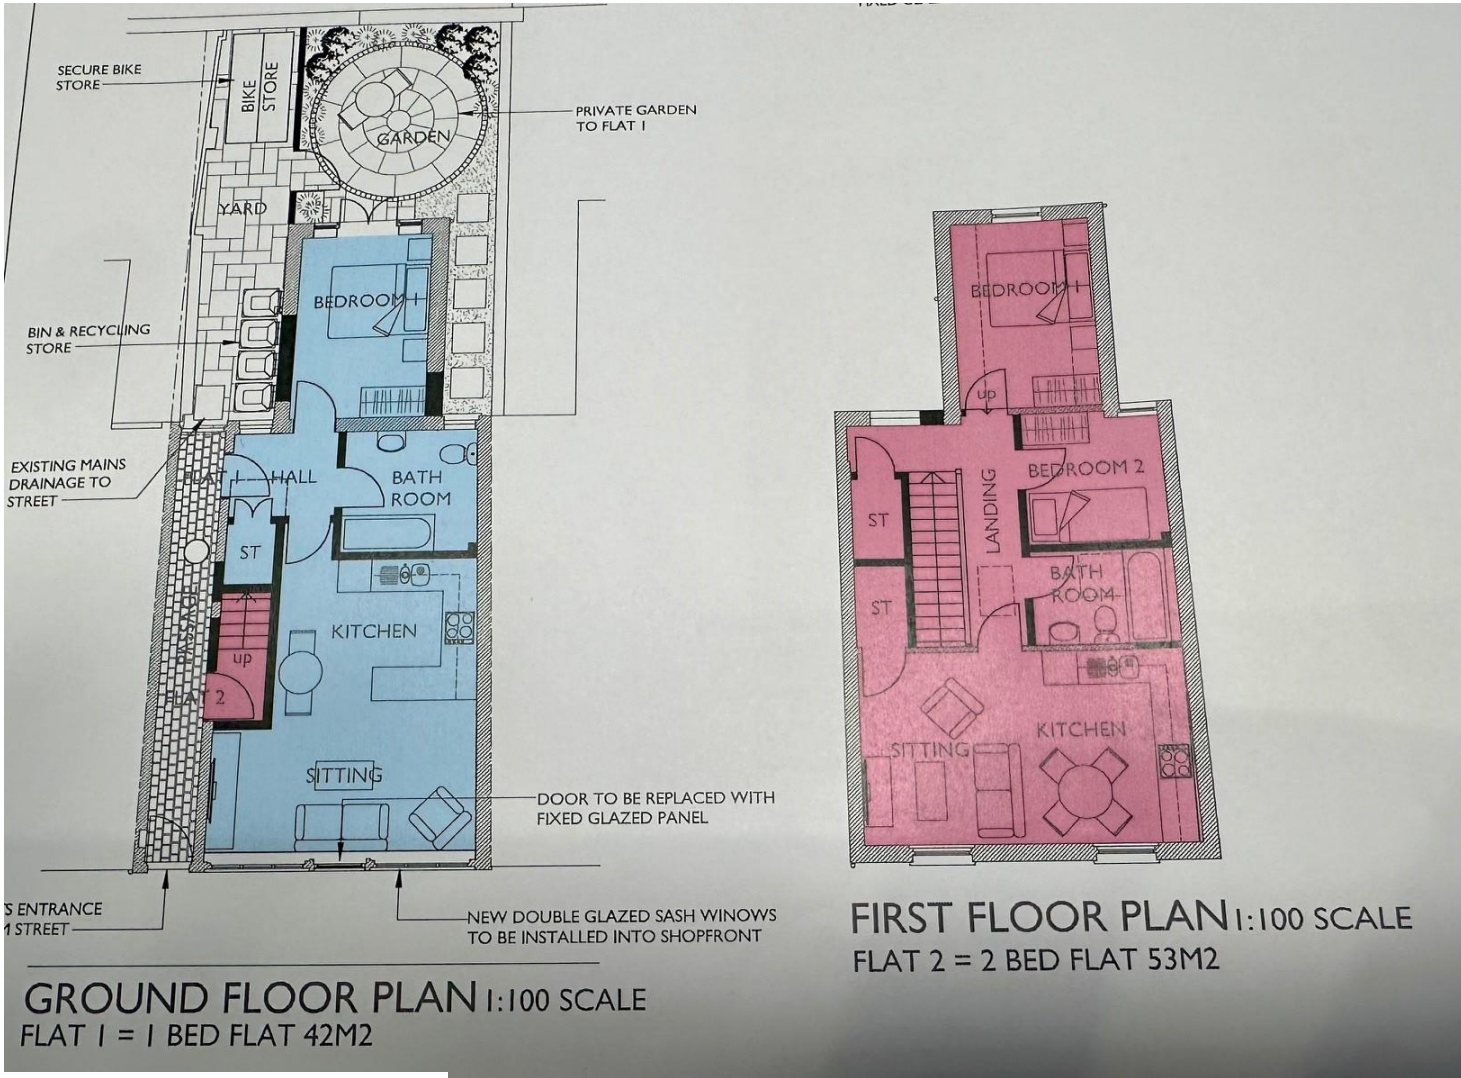 SECURE BIKE
STORE
BIKE
STORE
GARDEN
PRIVATE GARDEN
TO FLAT 1
YARD
BEDROOM 1
BIN & RECYCLING
STORE
EXISTING MAINS
DRAINAGE TO
STREET
FLAT 1
HALL
BATH
ROOM
ST
PASSAGE
KITCHEN
up
FLAT 2
SITTING
DOOR TO BE REPLACED WITH
FIXED GLAZED PANEL
ENTRANCE
STREET
NEW DOUBLE GLAZED SASH WINOWS
TO BE INSTALLED INTO SHOPFRONT
GROUND FLOOR PLAN 1:100 SCALE
FLAT 1 = 1 BED FLAT 42M2
BEDROOM 1
up
BEDROOM 2
LANDING
ST
BATH
ROOM
ST
KITCHEN
SITTING
FIRST FLOOR PLAN 1:100 SCALE
FLAT 2 = 2 BED FLAT 53M2